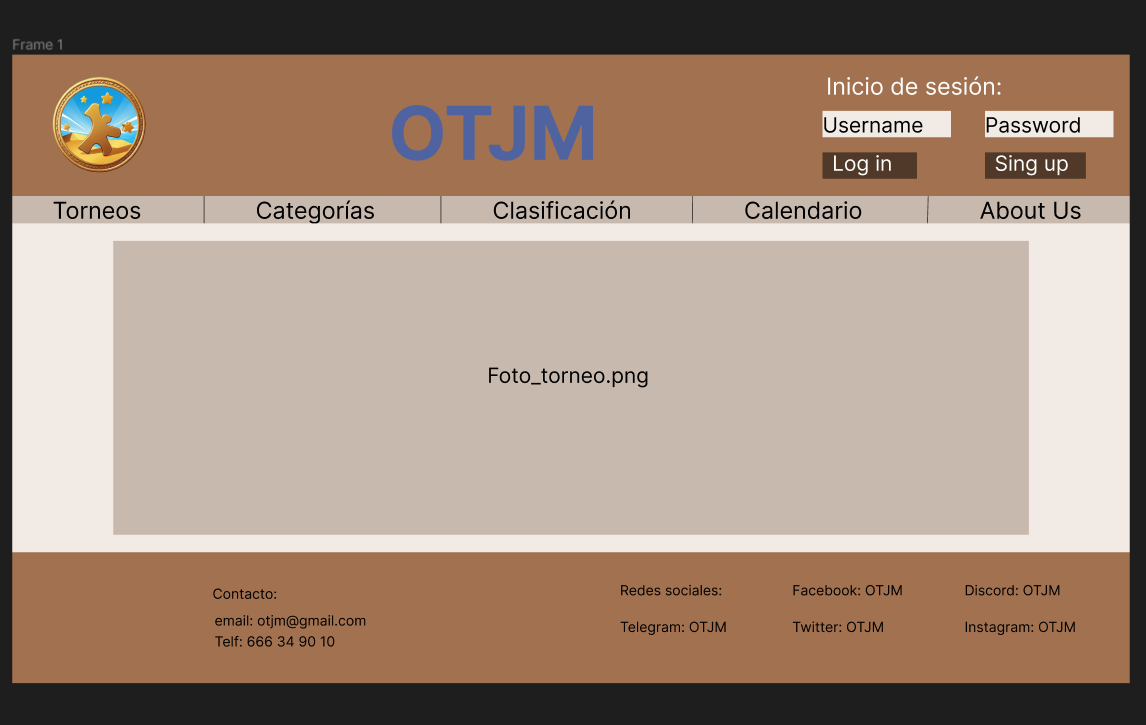 Frame 1
OTJM
Inicio de sesión:
Username
Password
Log in
Sing up
Torneos
Categorías
Clasificación
Calendario
About Us
Foto_torneo.png
Contacto:
email: otjm@gmail.com
Telf: 666 34 90 10
Redes sociales:
Facebook: OTJM
Discord: OTJM
Telegram: OTJM
Twitter: OTJM
Instagram: OTJM